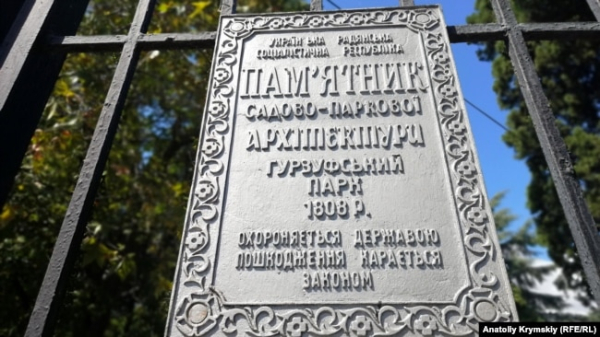 УКРАЇНСЬКА РАДЯНСЬКА
СОЦІАЛІСТИЧНА РЕСПУБЛІКА
ПАМ'ЯТНИК
САДОВО-ПАРКОВОЇ
АРХІТЕКТУРИ
ГУРЗУФСЬКИЙ
ПАРК
1808 Р.
ОХОРОНЯЄТЬСЯ ДЕРЖАВОЮ
ПОШКОДЖЕННЯ КАРАЄТЬСЯ
ЗАКОНОМ
Anatoly Krymskiy (RFE/RL)